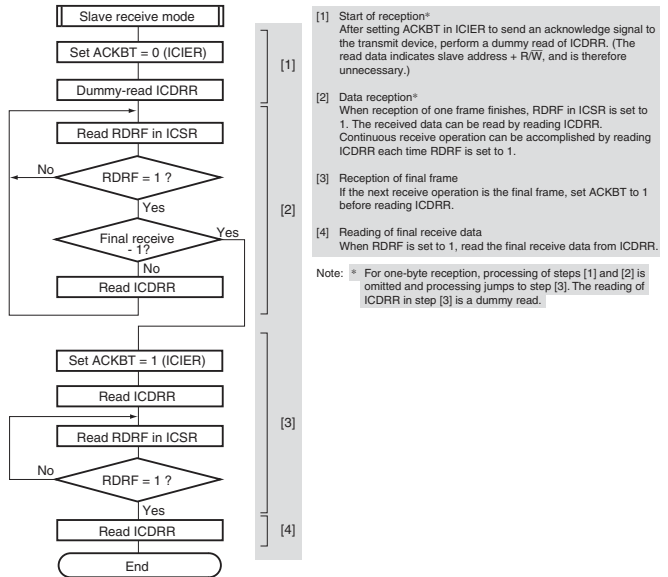 Slave receive mode
Set ACKBT = 0 (ICIER)
Dummy-read ICDRR
[1]
Read RDRF in ICSR
No
RDRF = 1 ?
Yes
[2]
Final receive
- 1?
Yes
No
Read ICDRR
Set ACKBT = 1 (ICIER)
Read ICDRR
[3]
Read RDRF in ICSR
No
RDRF = 1 ?
Yes
Read ICDRR
[4]
End
[1] Start of reception*
After setting ACKBT in ICIER to send an acknowledge signal to
the transmit device, perform a dummy read of ICDRR. (The
read data indicates slave address + R/W̅, and is therefore
unnecessary.)
[2] Data reception*
When reception of one frame finishes, RDRF in ICSR is set to
1. The received data can be read by reading ICDRR.
Continuous receive operation can be accomplished by reading
ICDRR each time RDRF is set to 1.
[3] Reception of final frame
If the next receive operation is the final frame, set ACKBT to 1
before reading ICDRR.
[4] Reading of final receive data
When RDRF is set to 1, read the final receive data from ICDRR.
Note: * For one-byte reception, processing of steps [1] and [2] is
omitted and processing jumps to step [3]. The reading of
ICDRR in step [3] is a dummy read.